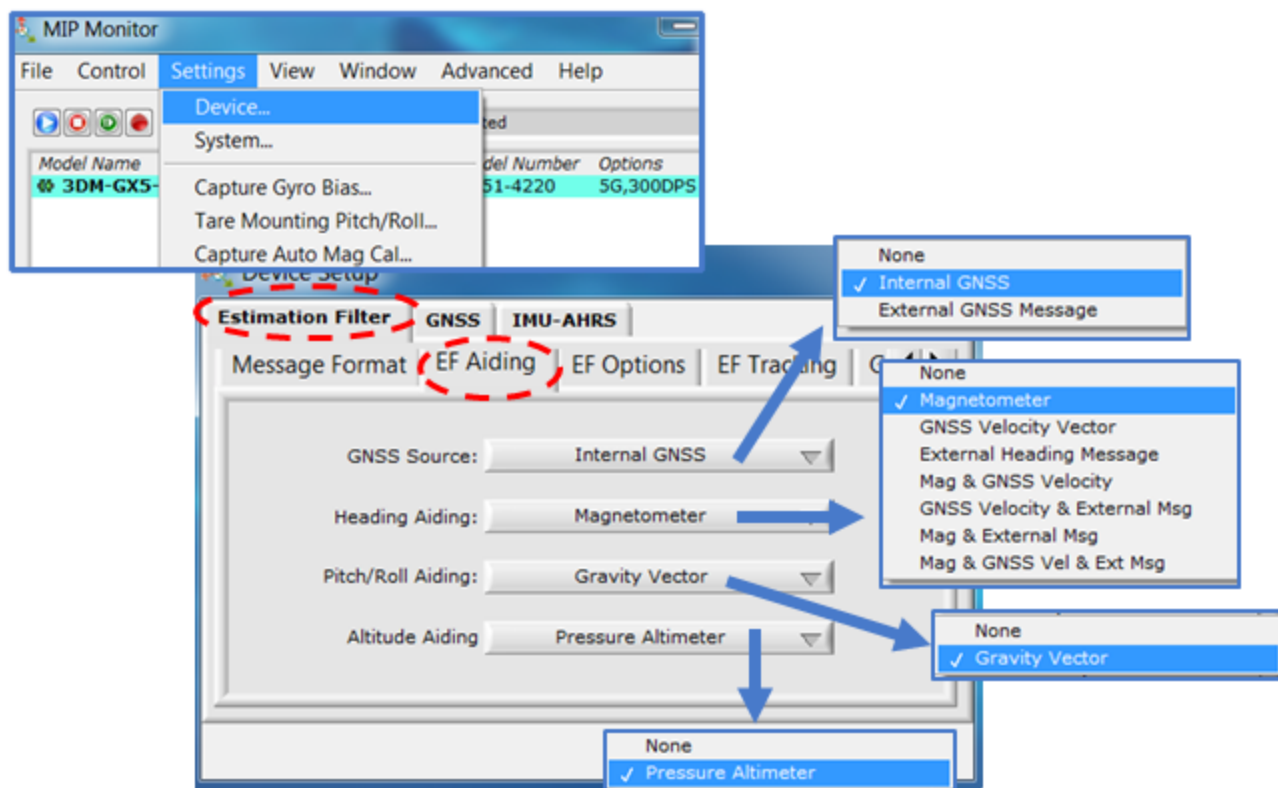 MIP Monitor
File Control Settings View Window Advanced Help
Device...
System...
Model Name
Number Options
3DM-GX5-
51-4220 5G,300DPS
Capture Gyro Bias...
Tare Mounting Pitch/Roll...
Capture Auto Mag Cal...
Device Setup
Estimation Filter GNSS IMU-AHRS
Message Format EF Aiding EF Options EF Tracking
GNSS Source: Internal GNSS
Heading Aiding: Magnetometer
Pitch/Roll Aiding: Gravity Vector
Altitude Aiding Pressure Altimeter
None
✓ Internal GNSS
External GNSS Message
None
✓ Magnetometer
GNSS Velocity Vector
External Heading Message
Mag & GNSS Velocity
GNSS Velocity & External Msg
Mag & External Msg
Mag & GNSS Vel & Ext Msg
None
✓ Gravity Vector
None
✓ Pressure Altimeter